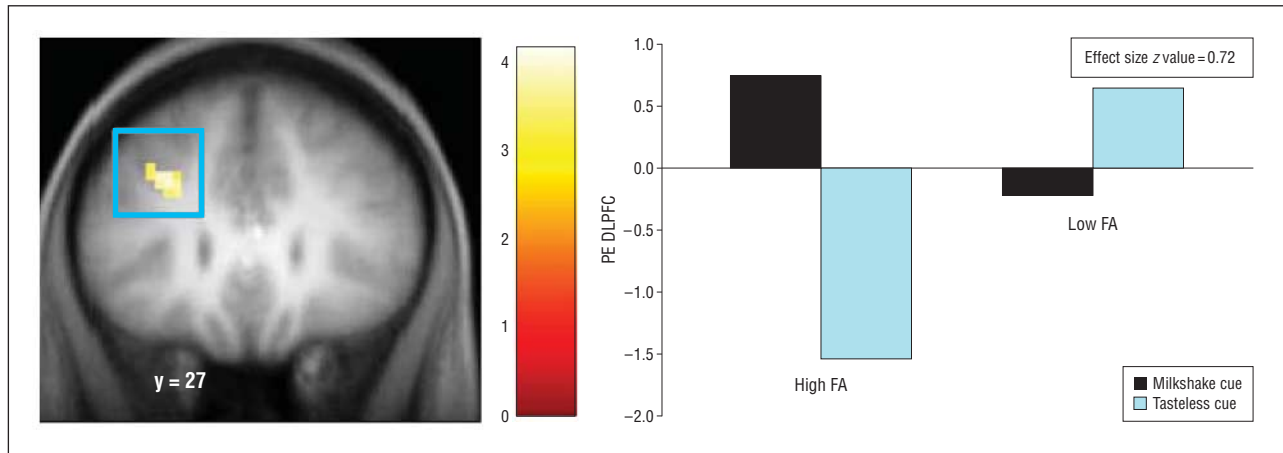 4
3
2
1
0
y = 27
PE DLPFC
1.0
0.5
0.0
−0.5
−1.0
−1.5
−2.0
High FA
Low FA
Effect size z value = 0.72
Milkshake cue
Tasteless cue